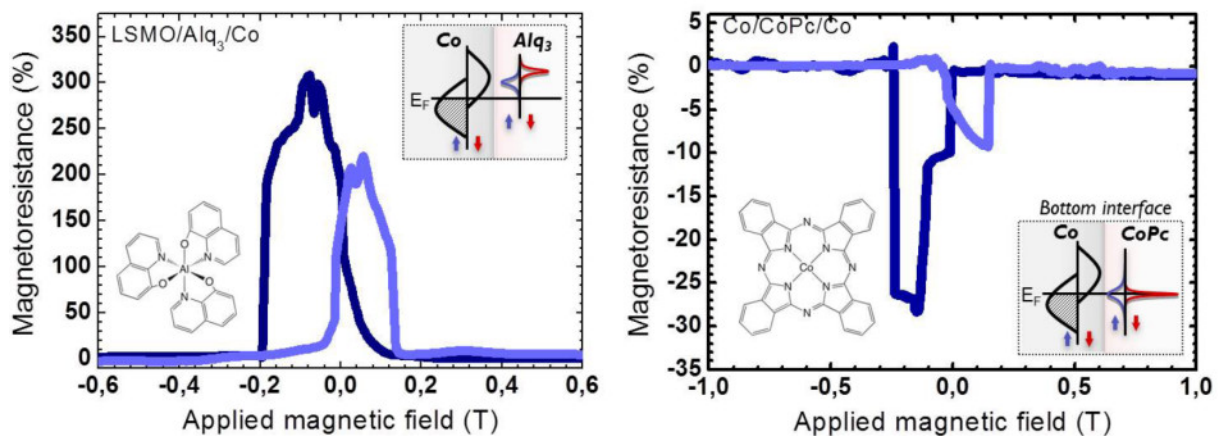 LSMO/Alq3/Co
Magnetoresistance (%)
350
300
250
200
150
100
50
0
-0,6 -0,4 -0,2 0,0 0,2 0,4 0,6
Applied magnetic field (T)
Co Alq3
EF
Al
N
N
N
O
O
O
Co/CoPc/Co
Magnetoresistance (%)
5
0
-5
-10
-15
-20
-25
-30
-35
-1,0 -0,5 0,0 0,5 1,0
Applied magnetic field (T)
N N
N N
N Co N
N N
Bottom interface
Co CoPc
EF